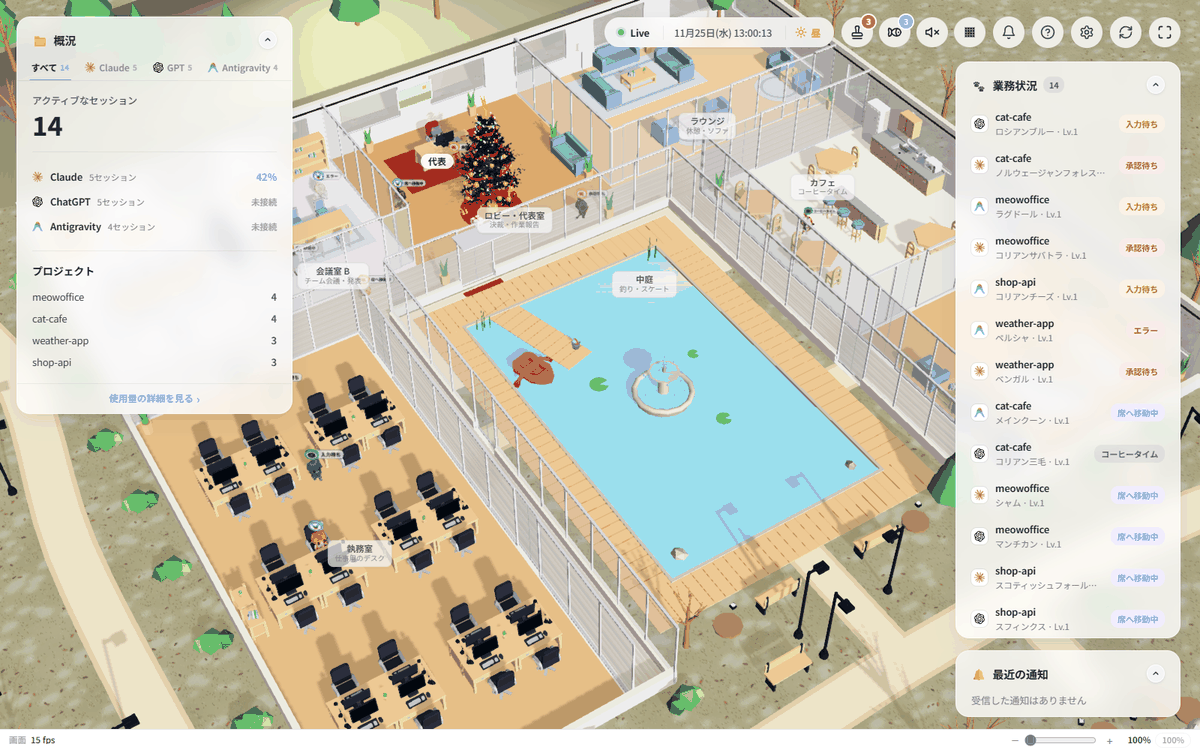 概況
すべて 14 Claude 5 GPT 5 Antigravity 4
アクティブなセッション
14
Claude 5セッション 42%
ChatGPT 5セッション 未接続
Antigravity 4セッション 未接続
プロジェクト
meowoffice 4
cat-cafe 4
weather-app 3
shop-api 3
使用量の詳細を見る ›
Live 11月25日(水) 13:00:13 昼
3
3
ラウンジ
休憩・ソファ
代表
カフェ
コーヒータイム
ロビー・代表室
決裁・作業報告
会議室 B
チーム会議・発表
中庭
釣り・スケート
入力待ち
執務室
仕事部のデスク
業務状況 14
cat-cafe
ロシアンブルー · Lv.1 入力待ち
cat-cafe
ノルウェージャンフォレス… 承認待ち
meowoffice
ラグドール · Lv.1 入力待ち
meowoffice
コリアンサバトラ · Lv.1 承認待ち
shop-api
コリアンチーズ · Lv.1 入力待ち
weather-app
ペルシャ · Lv.1 エラー
weather-app
ベンガル · Lv.1 承認待ち
cat-cafe
メインクーン · Lv.1 席へ移動中
cat-cafe
コリアン三毛 · Lv.1 コーヒータイム
meowoffice
シャム · Lv.1 席へ移動中
meowoffice
マンチカン · Lv.1 席へ移動中
shop-api
スコティッシュフォール… 席へ移動中
shop-api
スフィンクス · Lv.1 席へ移動中
最近の通知
受信した通知はありません
画面 15 fps
100% 100%